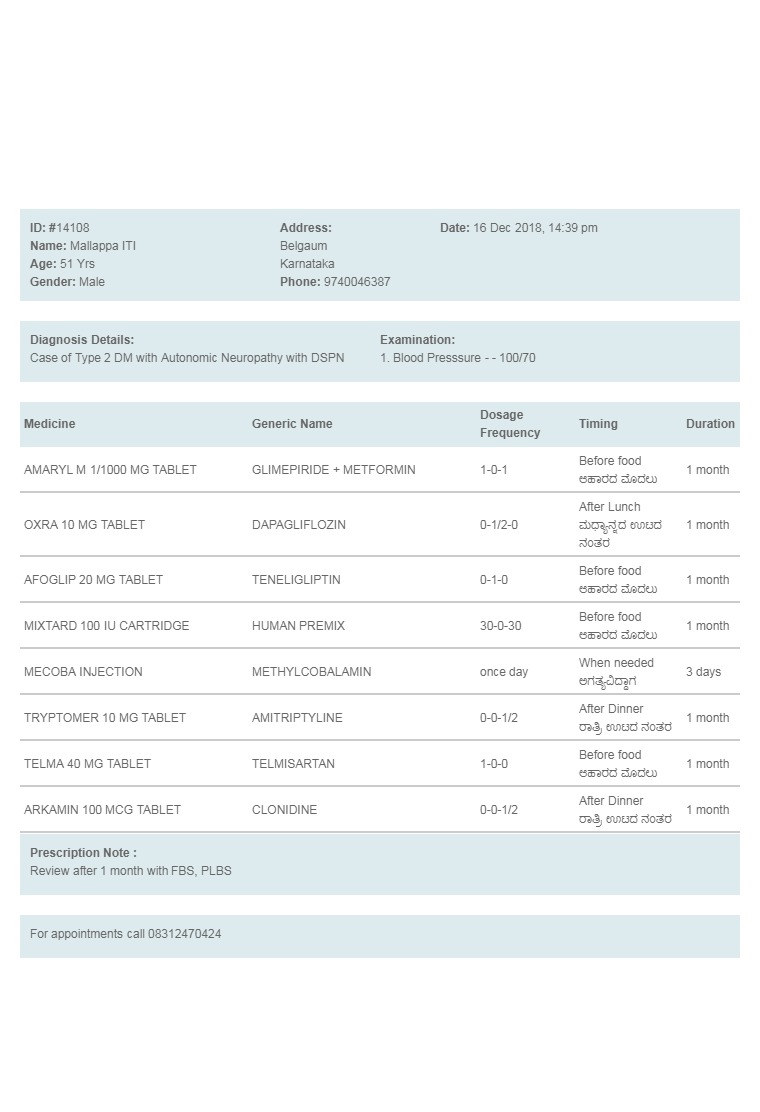 ID: #14108
Name: Mallappa ITI
Age: 51 Yrs
Gender: Male
Address:
Belgaum
Karnataka
Phone: 9740046387
Date: 16 Dec 2018, 14:39 pm
Diagnosis Details:
Case of Type 2 DM with Autonomic Neuropathy with DSPN
Examination:
1. Blood Presssure - - 100/70
Medicine Generic Name Dosage Frequency Timing Duration
AMARYL M 1/1000 MG TABLET GLIMEPIRIDE + METFORMIN 1-0-1 Before food 1 month
ಆಹಾರದ ಮೊದಲು
OXRA 10 MG TABLET DAPAGLIFLOZIN 0-1/2-0 After Lunch 1 month
ಮಧ್ಯಾನ್ನದ ಊಟದ
ನಂತರ
AFOGLIP 20 MG TABLET TENELIGLIPTIN 0-1-0 Before food 1 month
ಆಹಾರದ ಮೊದಲು
MIXTARD 100 IU CARTRIDGE HUMAN PREMIX 30-0-30 Before food 1 month
ಆಹಾರದ ಮೊದಲು
MECOBA INJECTION METHYLCOBALAMIN once day When needed 3 days
ಅಗತ್ಯವಿದ್ದಾಗ
TRYPTOMER 10 MG TABLET AMITRIPTYLINE 0-0-1/2 After Dinner 1 month
ರಾತ್ರಿ ಊಟದ ನಂತರ
TELMA 40 MG TABLET TELMISARTAN 1-0-0 Before food 1 month
ಆಹಾರದ ಮೊದಲು
ARKAMIN 100 MCG TABLET CLONIDINE 0-0-1/2 After Dinner 1 month
ರಾತ್ರಿ ಊಟದ ನಂತರ
Prescription Note :
Review after 1 month with FBS, PLBS
For appointments call 08312470424